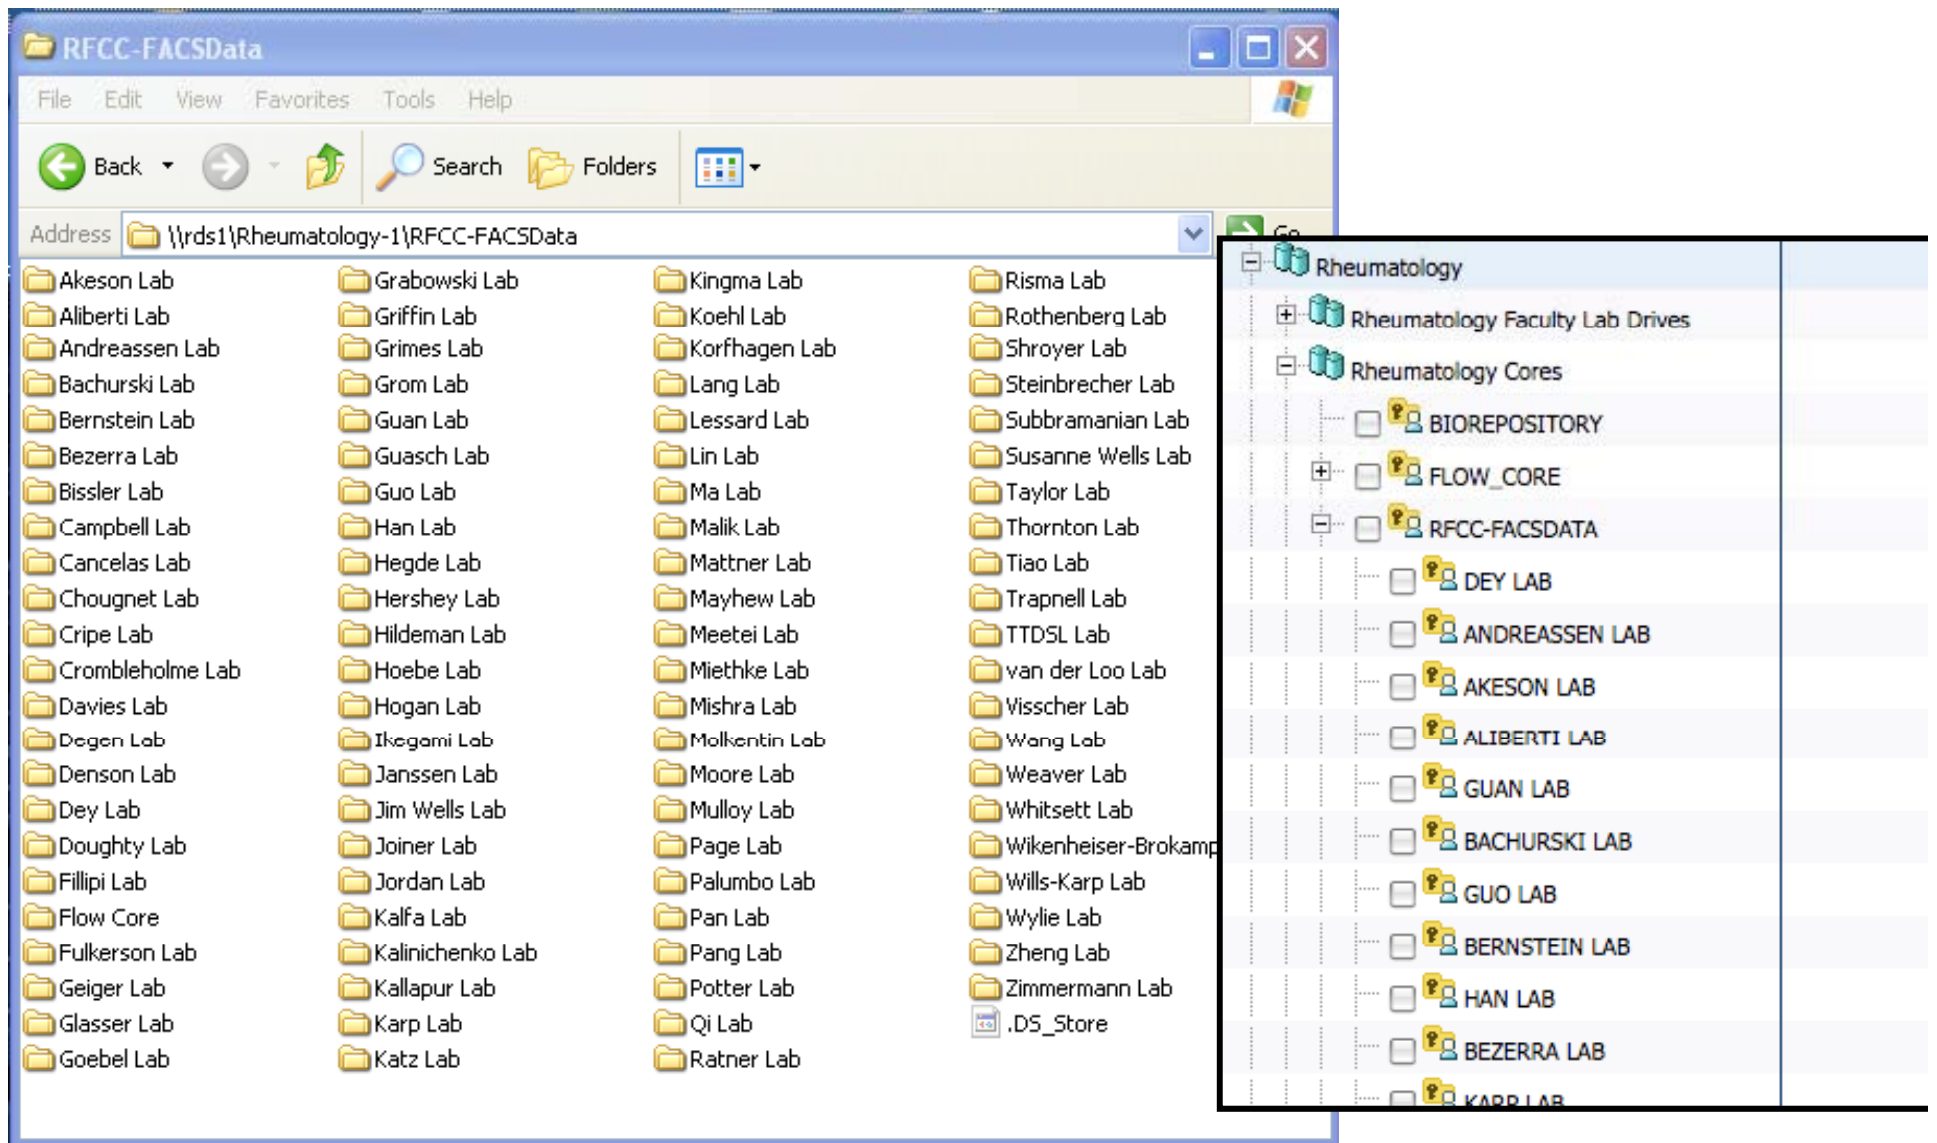 RFCC-FACSData
File Edit View Favorites Tools Help
Back Search Folders
Address \\rds1\Rheumatology-1\RFCC-FACSData Go
Akeson Lab
Aliberti Lab
Andreassen Lab
Bachurski Lab
Bernstein Lab
Bezerra Lab
Bissler Lab
Campbell Lab
Cancelas Lab
Chougnet Lab
Cripe Lab
Crombleholme Lab
Davies Lab
Degen Lab
Denson Lab
Dey Lab
Doughty Lab
Fillipi Lab
Flow Core
Fulkerson Lab
Geiger Lab
Glasser Lab
Goebel Lab
Grabowski Lab
Griffin Lab
Grimes Lab
Grom Lab
Guan Lab
Guasch Lab
Guo Lab
Han Lab
Hegde Lab
Hershey Lab
Hildeman Lab
Hoebe Lab
Hogan Lab
Ikegami Lab
Janssen Lab
Jim Wells Lab
Joiner Lab
Jordan Lab
Kalfa Lab
Kalinichenko Lab
Kallapur Lab
Karp Lab
Katz Lab
Kingma Lab
Koehl Lab
Korfhagen Lab
Lang Lab
Lessard Lab
Lin Lab
Ma Lab
Malik Lab
Mattner Lab
Mayhew Lab
Meetei Lab
Miethke Lab
Mishra Lab
Molkentin Lab
Moore Lab
Mulloy Lab
Page Lab
Palumbo Lab
Pan Lab
Pang Lab
Potter Lab
Qi Lab
Ratner Lab
Risma Lab
Rothenberg Lab
Shroyer Lab
Steinbrecher Lab
Subbramanian Lab
Susanne Wells Lab
Taylor Lab
Thornton Lab
Tiao Lab
Trapnell Lab
TTDSL Lab
van der Loo Lab
Visscher Lab
Wang Lab
Weaver Lab
Whitsett Lab
Wikenheiser-Brokamp
Wills-Karp Lab
Wylie Lab
Zheng Lab
Zimmermann Lab
.DS_Store
Rheumatology
Rheumatology Faculty Lab Drives
Rheumatology Cores
BIOREPOSITORY
FLOW_CORE
RFCC-FACSDATA
DEY LAB
ANDREASSEN LAB
AKESON LAB
ALIBERTI LAB
GUAN LAB
BACHURSKI LAB
GUO LAB
BERNSTEIN LAB
HAN LAB
BEZERRA LAB
KARP LAB